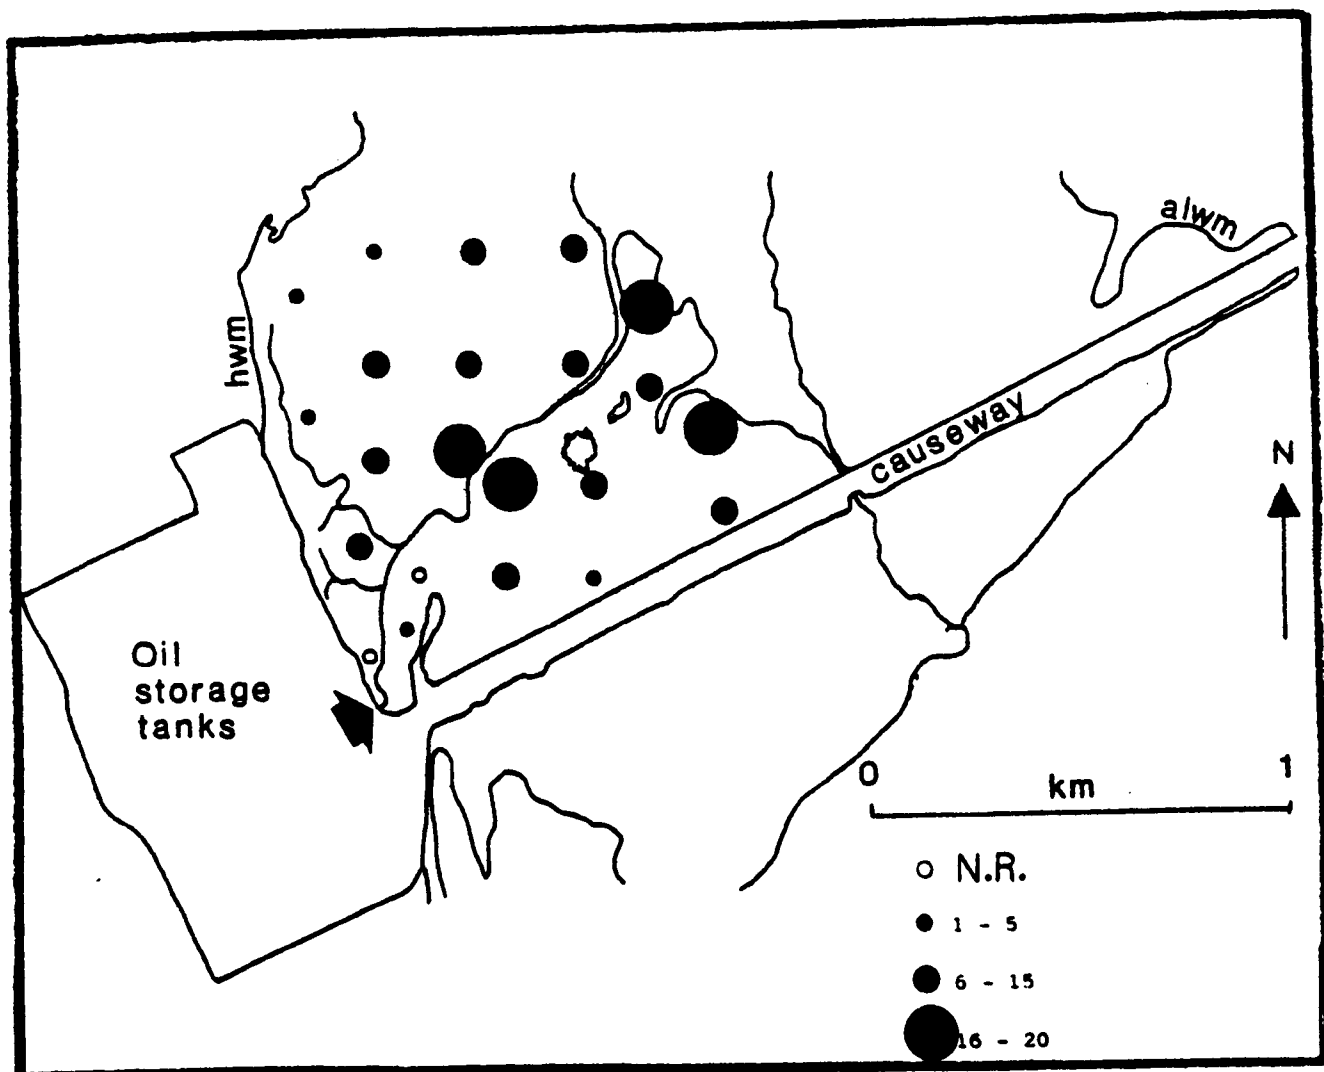 alwm
hwm
causeway
N
Oil
storage
tanks
0 1
km
N.R.
1 - 5
6 - 15
16 - 20